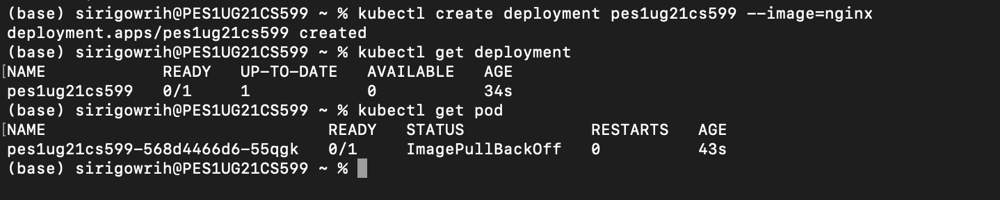 (base) sirigowrih@PES1UG21CS599 ~ % kubectl create deployment pes1ug21cs599 --image=nginx
deployment.apps/pes1ug21cs599 created
(base) sirigowrih@PES1UG21CS599 ~ % kubectl get deployment
[NAME            READY   UP-TO-DATE   AVAILABLE   AGE
pes1ug21cs599   0/1     1            0           34s
(base) sirigowrih@PES1UG21CS599 ~ % kubectl get pod
[NAME                             READY   STATUS             RESTARTS   AGE
pes1ug21cs599-568d4466d6-55qgk   0/1     ImagePullBackOff   0          43s
(base) sirigowrih@PES1UG21CS599 ~ %